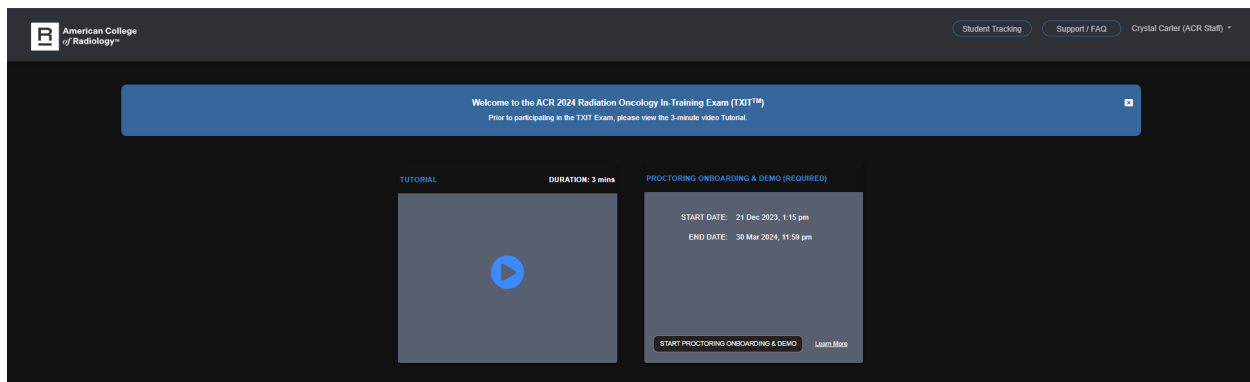 American College
of Radiology™
Student Tracking
Support / FAQ
Crystal Carter (ACR Staff)
Welcome to the ACR 2024 Radiation Oncology In-Training Exam (TXIT™)
Prior to participating in the TXIT Exam, please view the 3-minute video Tutorial.
TUTORIAL DURATION: 3 mins
PROCTORING ONBOARDING & DEMO (REQUIRED)
START DATE: 21 Dec 2023, 1:15 pm
END DATE: 30 Mar 2024, 11:59 pm
START PROCTORING ONBOARDING & DEMO Learn More